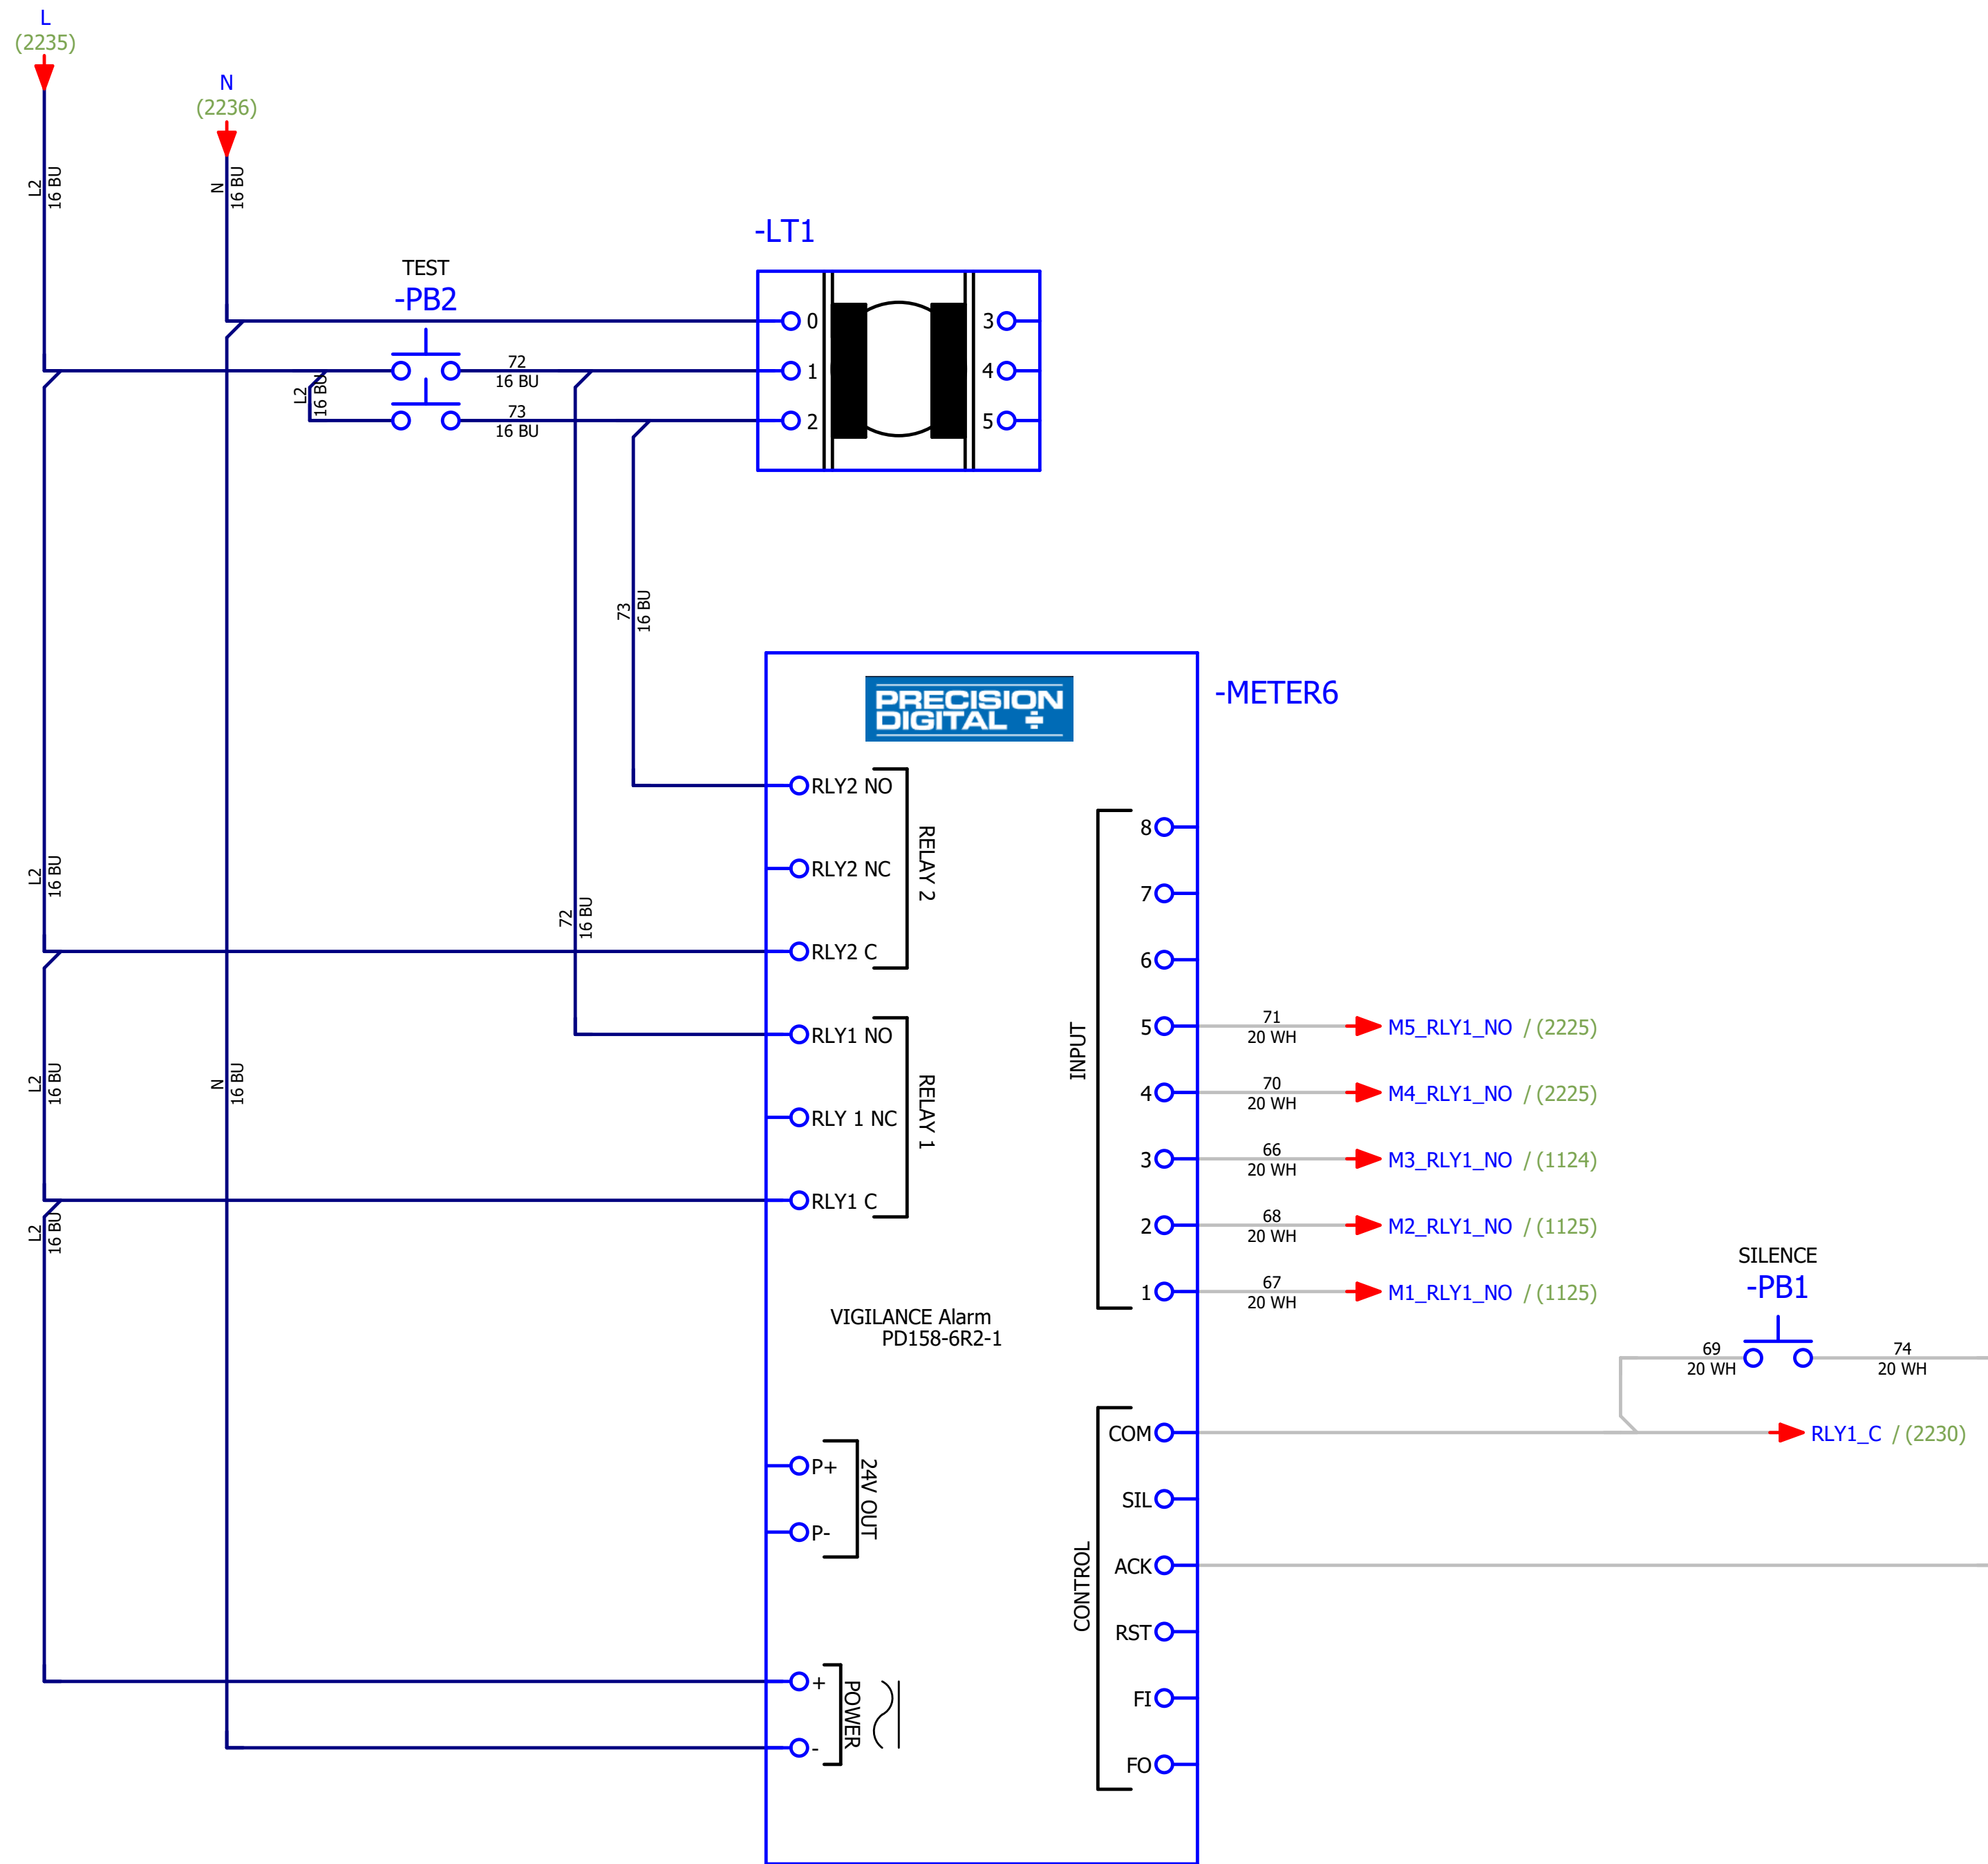 L
(2235)
N
(2236)
L2
16 BU
N
16 BU
-LT1
TEST
-PB2
0
3
72
16 BU
1
4
L2
16 BU
73
16 BU
2
5
73
16 BU
PRECISION
DIGITAL
-METER6
RLY2 NO
RELAY 2
8
L2
16 BU
RLY2 NC
7
72
16 BU
RLY2 C
6
RLY1 NO
INPUT
5
71
20 WH
M5_RLY1_NO / (2225)
L2
16 BU
N
16 BU
RLY 1 NC
RELAY 1
4
70
20 WH
M4_RLY1_NO / (2225)
3
66
20 WH
M3_RLY1_NO / (1124)
RLY1 C
L2
16 BU
2
68
20 WH
M2_RLY1_NO / (1125)
1
67
20 WH
M1_RLY1_NO / (1125)
SILENCE
-PB1
VIGILANCE Alarm
PD158-6R2-1
69
20 WH
74
20 WH
COM
RLY1_C / (2230)
P+
24V OUT
SIL
P-
CONTROL
ACK
RST
+
POWER
FI
-
FO